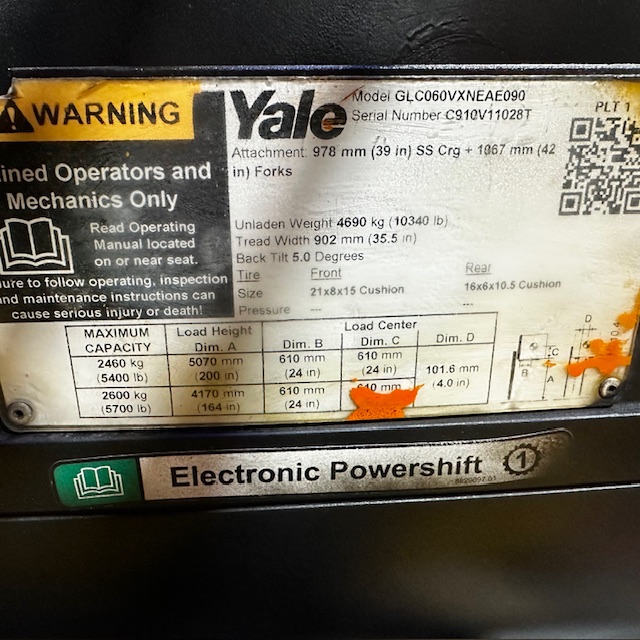 WARNING
ined Operators and
Mechanics Only
Read Operating
Manual located
on or near seat.
ure to follow operating, inspection
and maintenance instructions can
cause serious injury or death!
Yale
Model GLC060VXNEAE090
Serial Number C910V11028T
PLT 1
Attachment: 978 mm (39 in) SS Crg + 1067 mm (42
in) Forks
Unladen Weight 4690 kg (10340 lb)
Tread Width 902 mm (35.5 in)
Back Tilt 5.0 Degrees
Tire Front Rear
Size 21x8x15 Cushion 16x6x10.5 Cushion
Pressure --- ---
MAXIMUM CAPACITY Load Height Dim. A Load Center
Dim. B Dim. C Dim. D
2460 kg 5070 mm 610 mm 610 mm 101.6 mm
(5400 lb) (200 in) (24 in) (24 in) (4.0 in)
2600 kg 4170 mm 610 mm 610 mm
(5700 lb) (164 in) (24 in)
D
C
B
A
Electronic Powershift 1